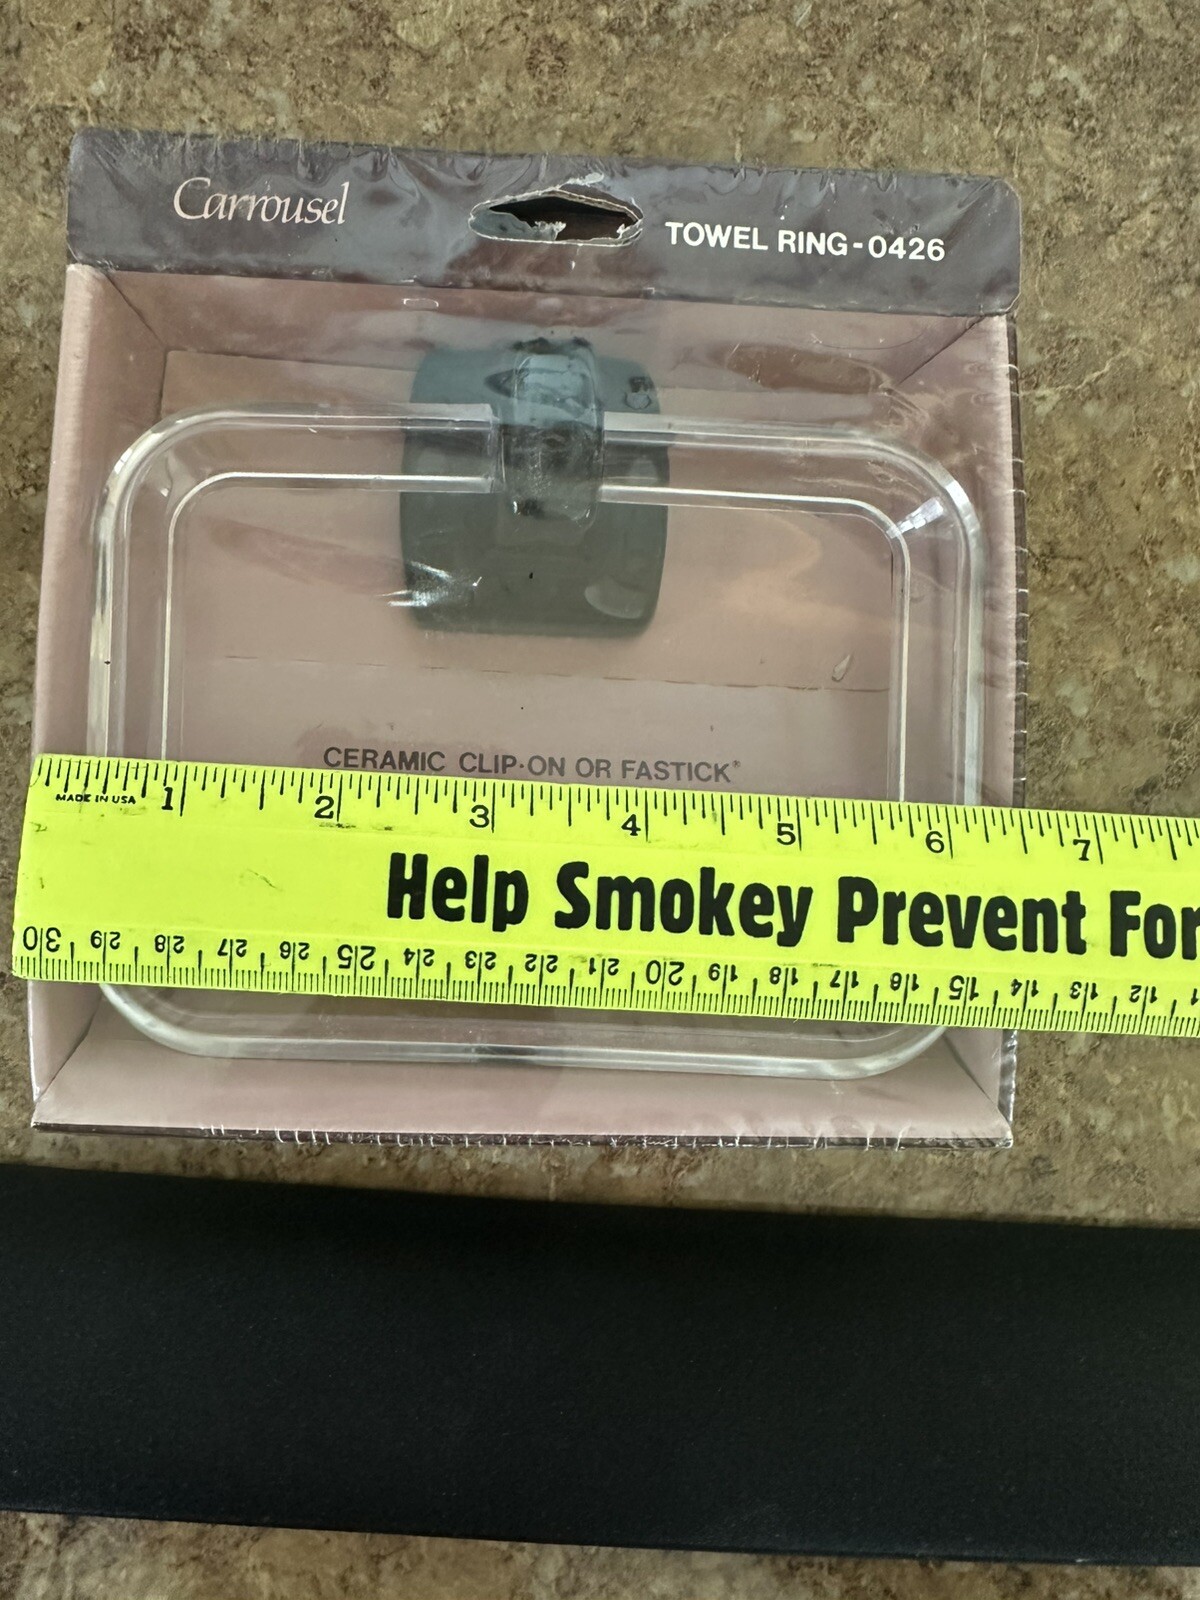 Carrousel
TOWEL RING-0426
CERAMIC CLIP·ON OR FASTICK®
MADE IN USA
1 2 3 4 5 6 7
Help Smokey Prevent For
30 29 28 27 26 25 24 23 22 21 20 19 18 17 16 15 14 13 12 11